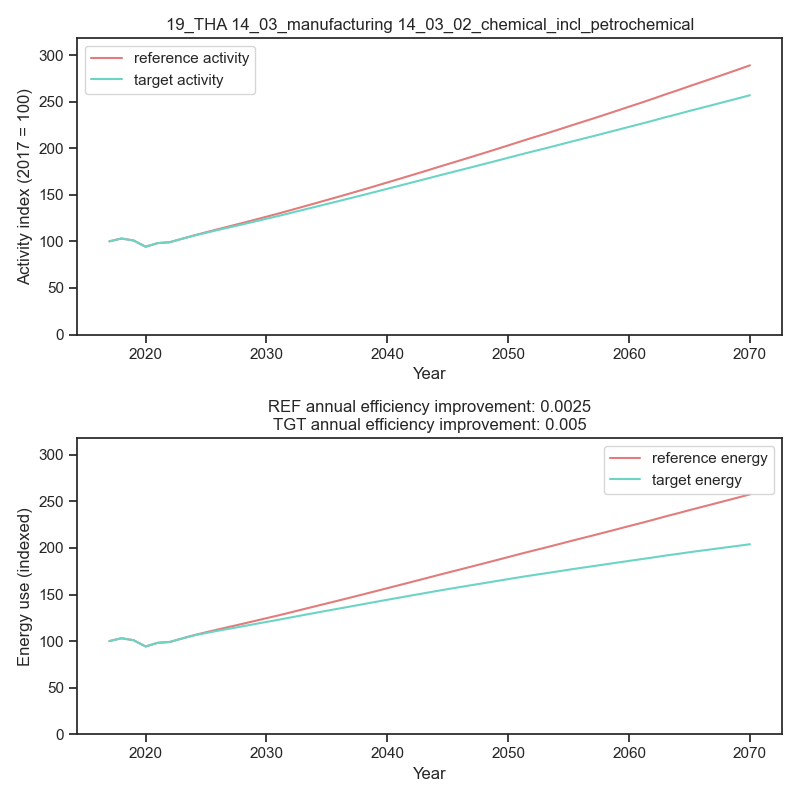 19_THA 14_03_manufacturing 14_03_02_chemical_incl_petrochemical
300
250
200
150
100
50
0
Activity index (2017 = 100)
reference activity
target activity
2020 2030 2040 2050 2060 2070
Year
REF annual efficiency improvement: 0.0025
TGT annual efficiency improvement: 0.005
300
250
200
150
100
50
0
Energy use (indexed)
reference energy
target energy
2020 2030 2040 2050 2060 2070
Year